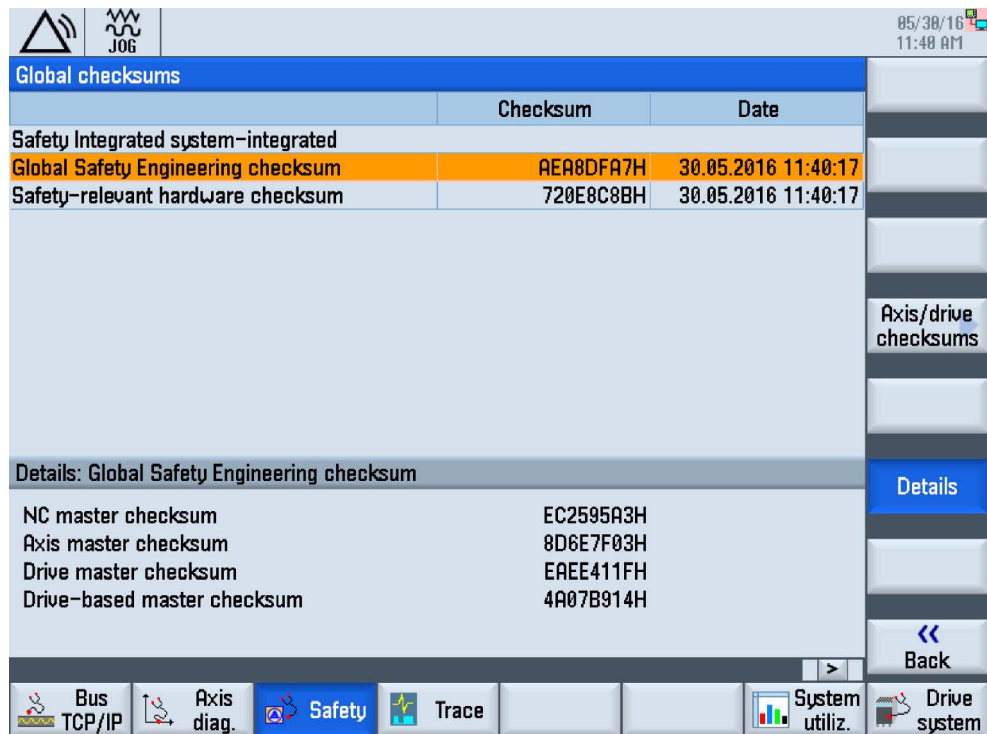 JOG
05/30/16
11:40 AM
Global checksums
Checksum Date
Safety Integrated system-integrated
Global Safety Engineering checksum AEA8DFA7H 30.05.2016 11:40:17
Safety-relevant hardware checksum 720E8C8BH 30.05.2016 11:40:17
Axis/drive
checksums
Details: Global Safety Engineering checksum
Details
NC master checksum EC2595A3H
Axis master checksum 8D6E7F03H
Drive master checksum EAEE411FH
Drive-based master checksum 4A07B914H
<<
Back
>
Bus
TCP/IP
Axis
diag.
Safety
Trace
System
utiliz.
Drive
system